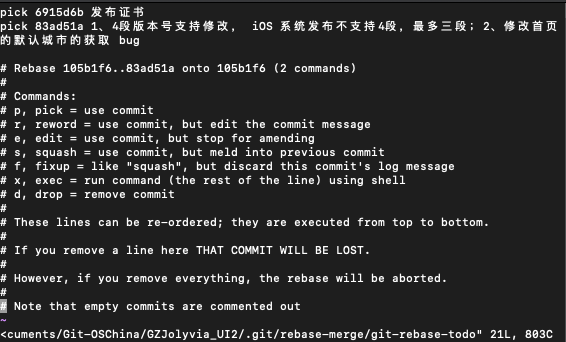 pick 6915d6b 发布证书
pick 83ad51a 1、4段版本号支持修改， iOS 系统发布不支持4段，最多三段；2、修改首页
的默认城市的获取 bug

# Rebase 105b1f6..83ad51a onto 105b1f6 (2 commands)
#
# Commands:
# p, pick = use commit
# r, reword = use commit, but edit the commit message
# e, edit = use commit, but stop for amending
# s, squash = use commit, but meld into previous commit
# f, fixup = like "squash", but discard this commit's log message
# x, exec = run command (the rest of the line) using shell
# d, drop = remove commit
#
# These lines can be re-ordered; they are executed from top to bottom.
#
# If you remove a line here THAT COMMIT WILL BE LOST.
#
# However, if you remove everything, the rebase will be aborted.
#
# Note that empty commits are commented out
~
<cuments/Git-OSChina/GZJolyvia_UI2/.git/rebase-merge/git-rebase-todo" 21L, 803C